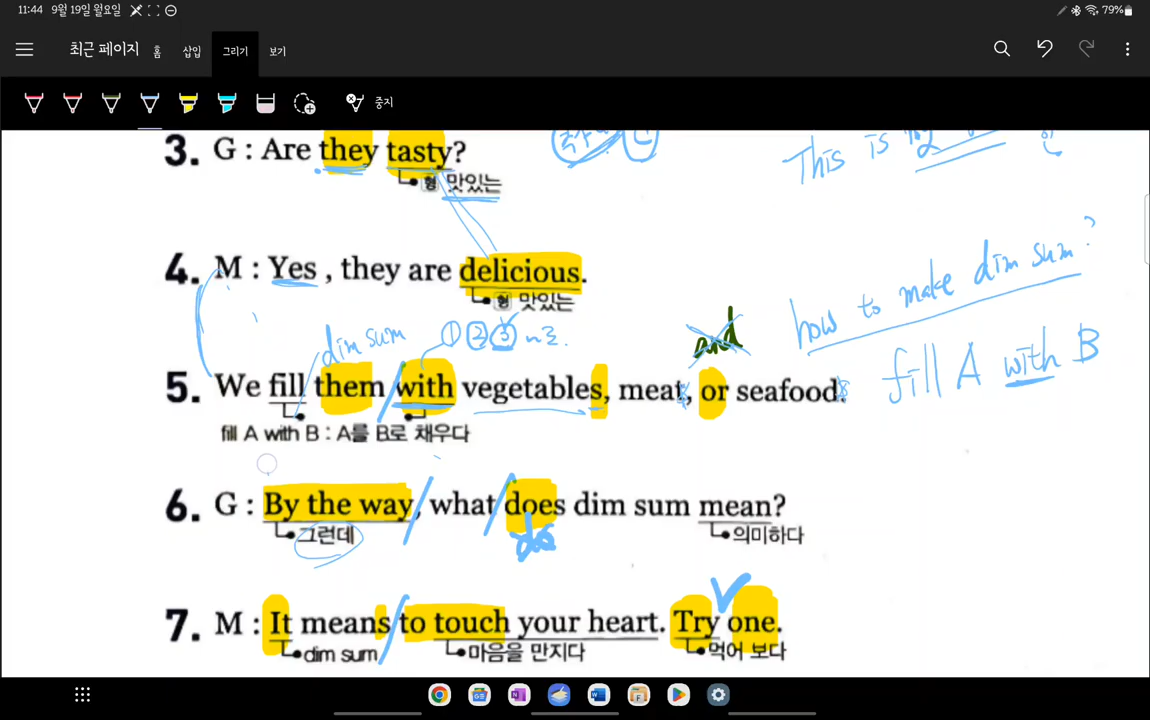 11:44 9월 19일 월요일 79%
최근 페이지 홈 삽입 그리기 보기
중지
This is my
3. G : Are they tasty?
형 맛있는
4. M : Yes , they are delicious.
형 맛있는
how to make dim sum?
dim sum ① ② ③ and
5. We fill them with vegetables, meat, or seafood.
fill A with B
fill A with B : A를 B로 채우다
6. G : By the way, what does dim sum mean?
그런데 do 의미하다
7. M : It means to touch your heart. Try one.
dim sum 마음을 만지다 먹어 보다